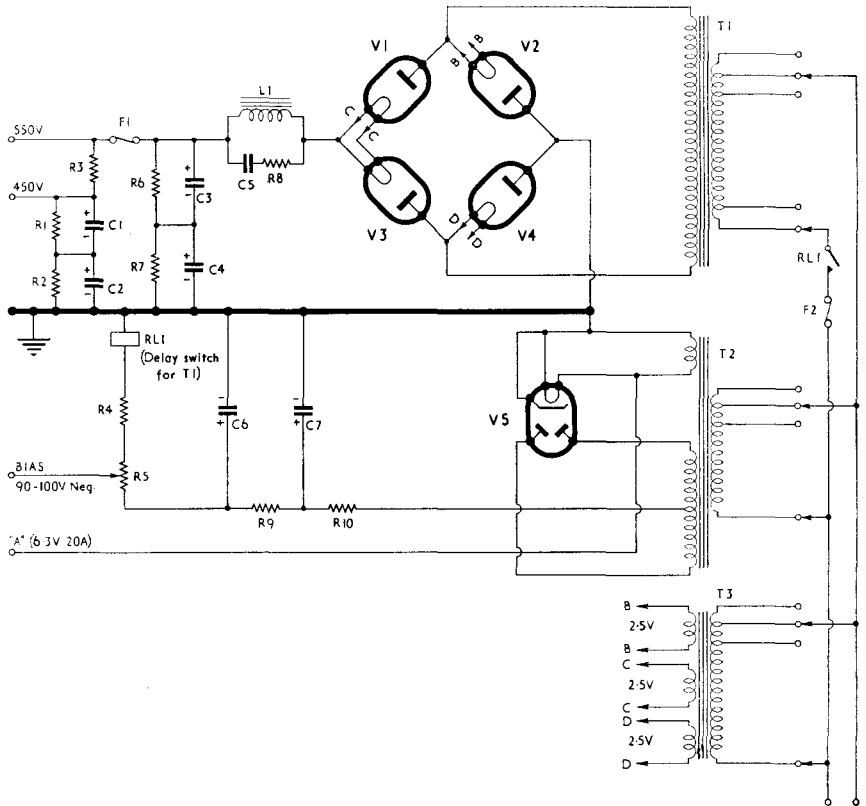 T1
V1
V2
B
B
L1
C
C
550V
F1
R3
C5
R8
R6
C3
450V
R1
C1
V3
V4
D
D
R7
C4
R2
C2
RL1
F2
RL1
(Delay switch
for T1)
T2
V5
R4
C6
C7
BIAS
90-100V Neg.
R5
R9
R10
"A" (6·3V 20A)
T3
B
2·5V
B
C
2·5V
C
D
2·5V
D